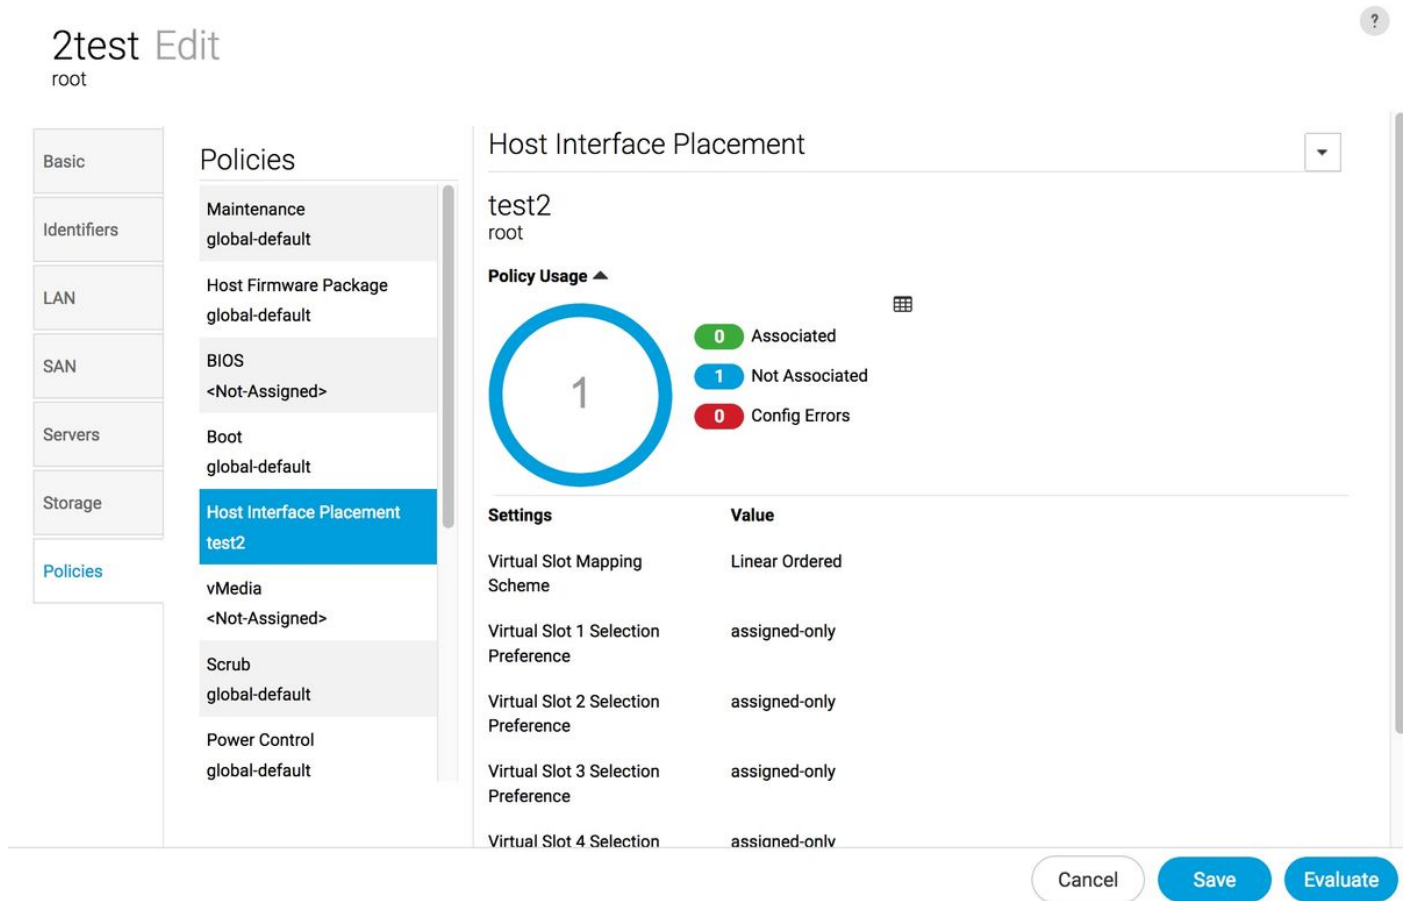 ?
2test Edit
root
Basic
Identifiers
LAN
SAN
Servers
Storage
Policies
Policies
Maintenance
global-default
Host Firmware Package
global-default
BIOS
<Not-Assigned>
Boot
global-default
Host Interface Placement
test2
vMedia
<Not-Assigned>
Scrub
global-default
Power Control
global-default
Host Interface Placement
test2
root
Policy Usage
1
0 Associated
1 Not Associated
0 Config Errors
Settings Value
Virtual Slot Mapping Linear Ordered
Scheme
Virtual Slot 1 Selection assigned-only
Preference
Virtual Slot 2 Selection assigned-only
Preference
Virtual Slot 3 Selection assigned-only
Preference
Virtual Slot 4 Selection assigned-only
Cancel Save Evaluate